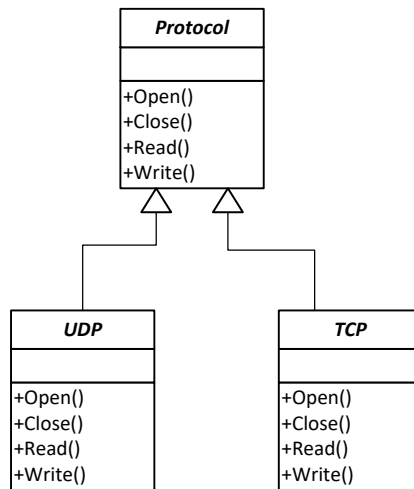 Protocol
+Open()
+Close()
+Read()
+Write()
UDP
+Open()
+Close()
+Read()
+Write()
TCP
+Open()
+Close()
+Read()
+Write()